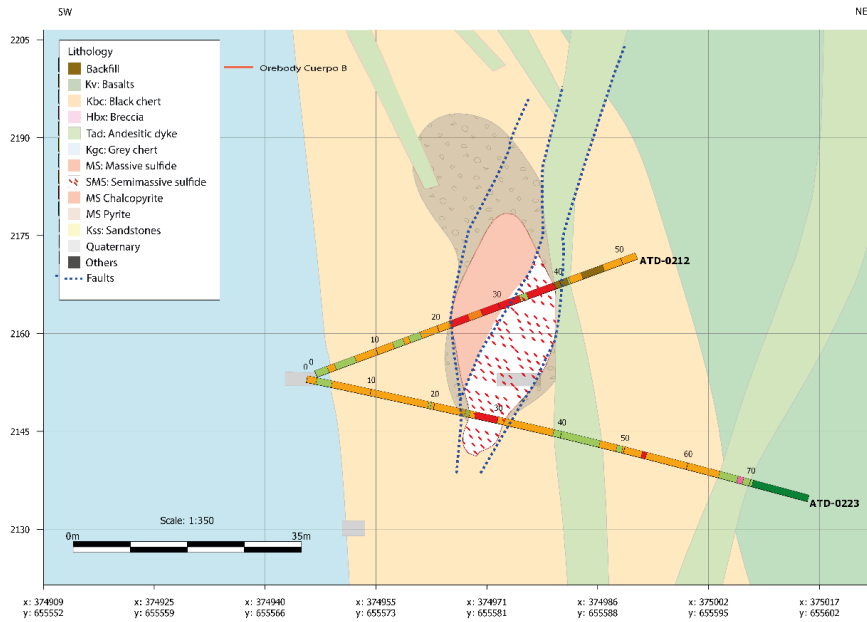 SW
NE
2205
2190
2175
2160
2145
2130
Lithology
Backfill
Kv: Basalts
Kbc: Black chert
Hbx: Breccia
Tad: Andesitic dyke
Kgc: Grey chert
MS: Massive sulfide
SMS: Semimassive sulfide
MS Chalcopyrite
MS Pyrite
Kss: Sandstones
Quaternary
Others
Faults
Orebody Cuerpo B
0
10
20
30
40
50
ATD-0212
0
10
20
30
40
50
60
70
ATD-0223
Scale: 1:350
0m
35m
x: 374909
y: 655552
x: 374925
y: 655559
x: 374940
y: 655566
x: 374955
y: 655573
x: 374971
y: 655581
x: 374986
y: 655588
x: 375002
y: 655595
x: 375017
y: 655602